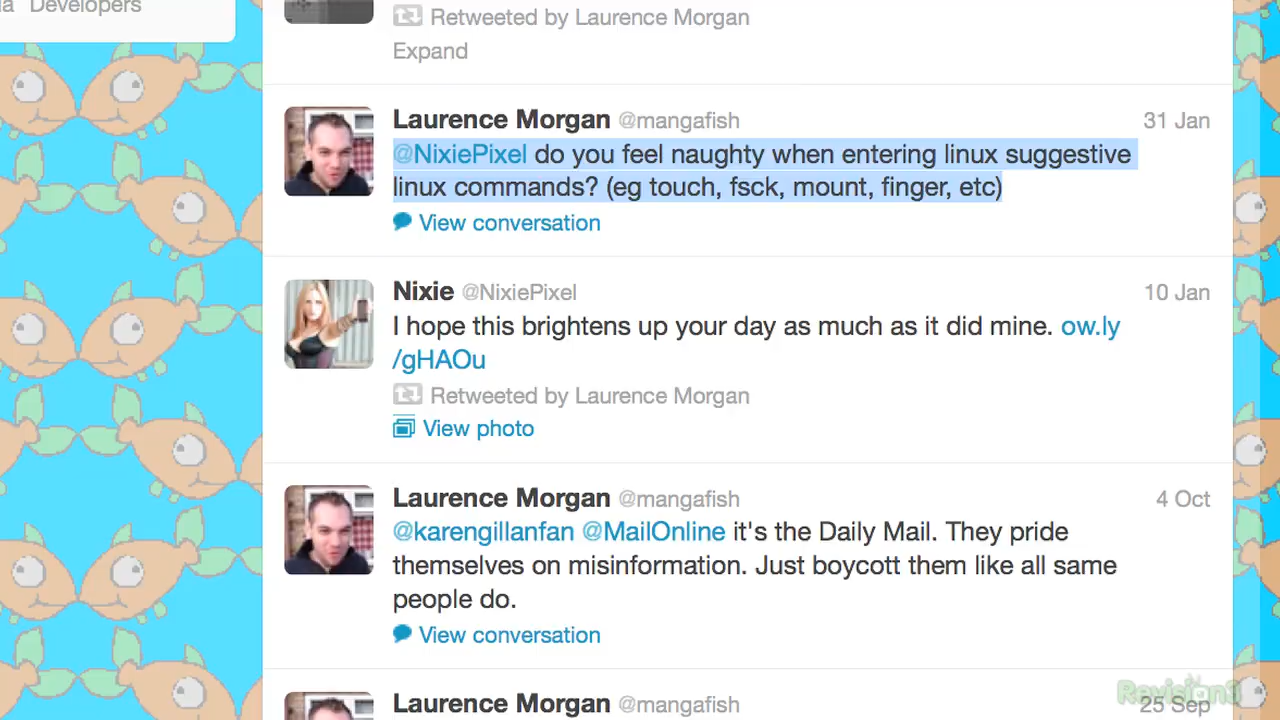 ia Developers
Retweeted by Laurence Morgan
Expand
Laurence Morgan @mangafish 31 Jan
@NixiePixel do you feel naughty when entering linux suggestive
linux commands? (eg touch, fsck, mount, finger, etc)
View conversation
Nixie @NixiePixel 10 Jan
I hope this brightens up your day as much as it did mine. ow.ly
/gHAOu
Retweeted by Laurence Morgan
View photo
Laurence Morgan @mangafish 4 Oct
@karengillanfan @MailOnline it's the Daily Mail. They pride
themselves on misinformation. Just boycott them like all same
people do.
View conversation
Laurence Morgan @mangafish 25 Sep
Revision3